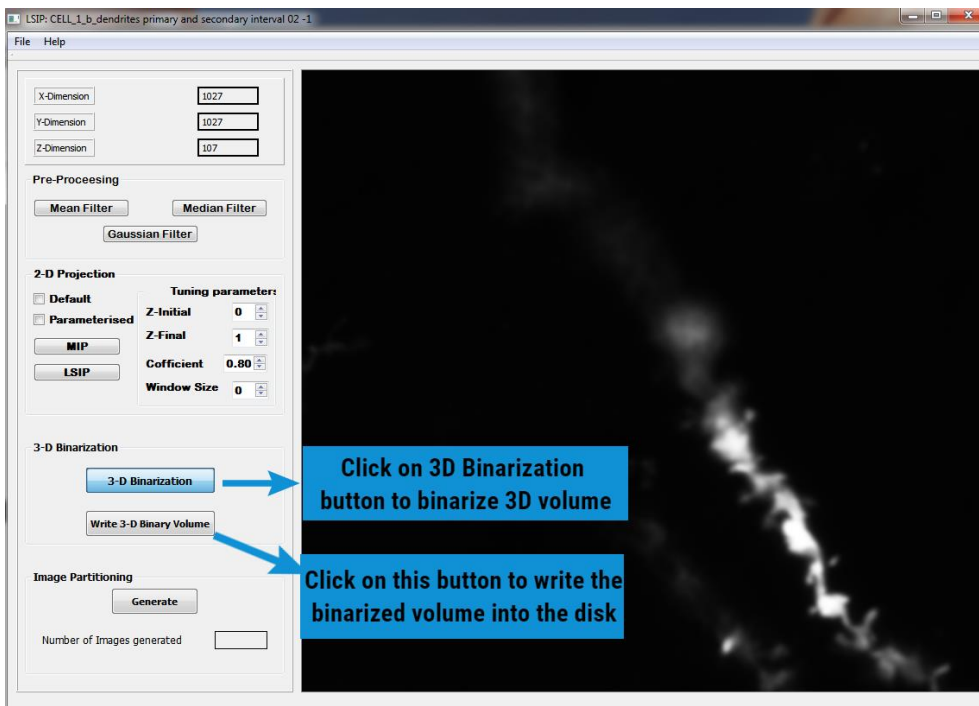 LSIP: CELL_1_b_dendrites primary and secondary interval 02 -1
File Help
X-Dimension 1027
Y-Dimension 1027
Z-Dimension 107
Pre-Proceesing
Mean Filter Median Filter
Gaussian Filter
2-D Projection
Tuning parameters
Default
Z-Initial 0
Parameterised
Z-Final 1
MIP
Cofficient 0.80
LSIP
Window Size 0
3-D Binarization
3-D Binarization
Click on 3D Binarization
button to binarize 3D volume
Write 3-D Binary Volume
Click on this button to write the
binarized volume into the disk
Image Partitioning
Generate
Number of Images generated